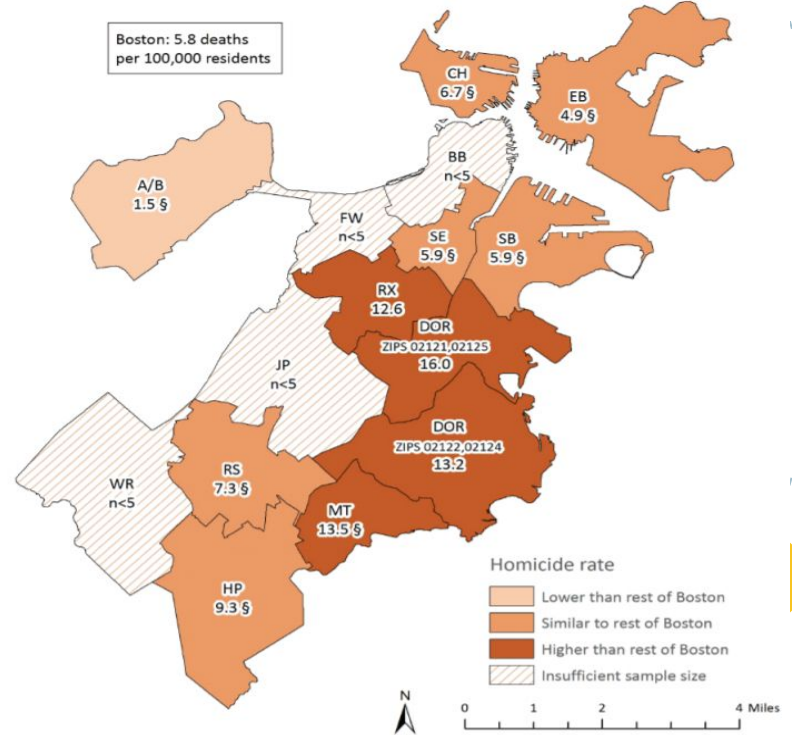 Boston: 5.8 deaths
per 100,000 residents
CH
6.7 §
EB
4.9 §
BB
n<5
A/B
1.5 §
FW
n<5
SE
5.9 §
SB
5.9 §
RX
12.6
DOR
ZIPS 02121,02125
16.0
JP
n<5
DOR
ZIPS 02122,02124
13.2
RS
7.3 §
WR
n<5
MT
13.5 §
HP
9.3 §
Homicide rate
Lower than rest of Boston
Similar to rest of Boston
Higher than rest of Boston
Insufficient sample size
N
0 1 2 4 Miles